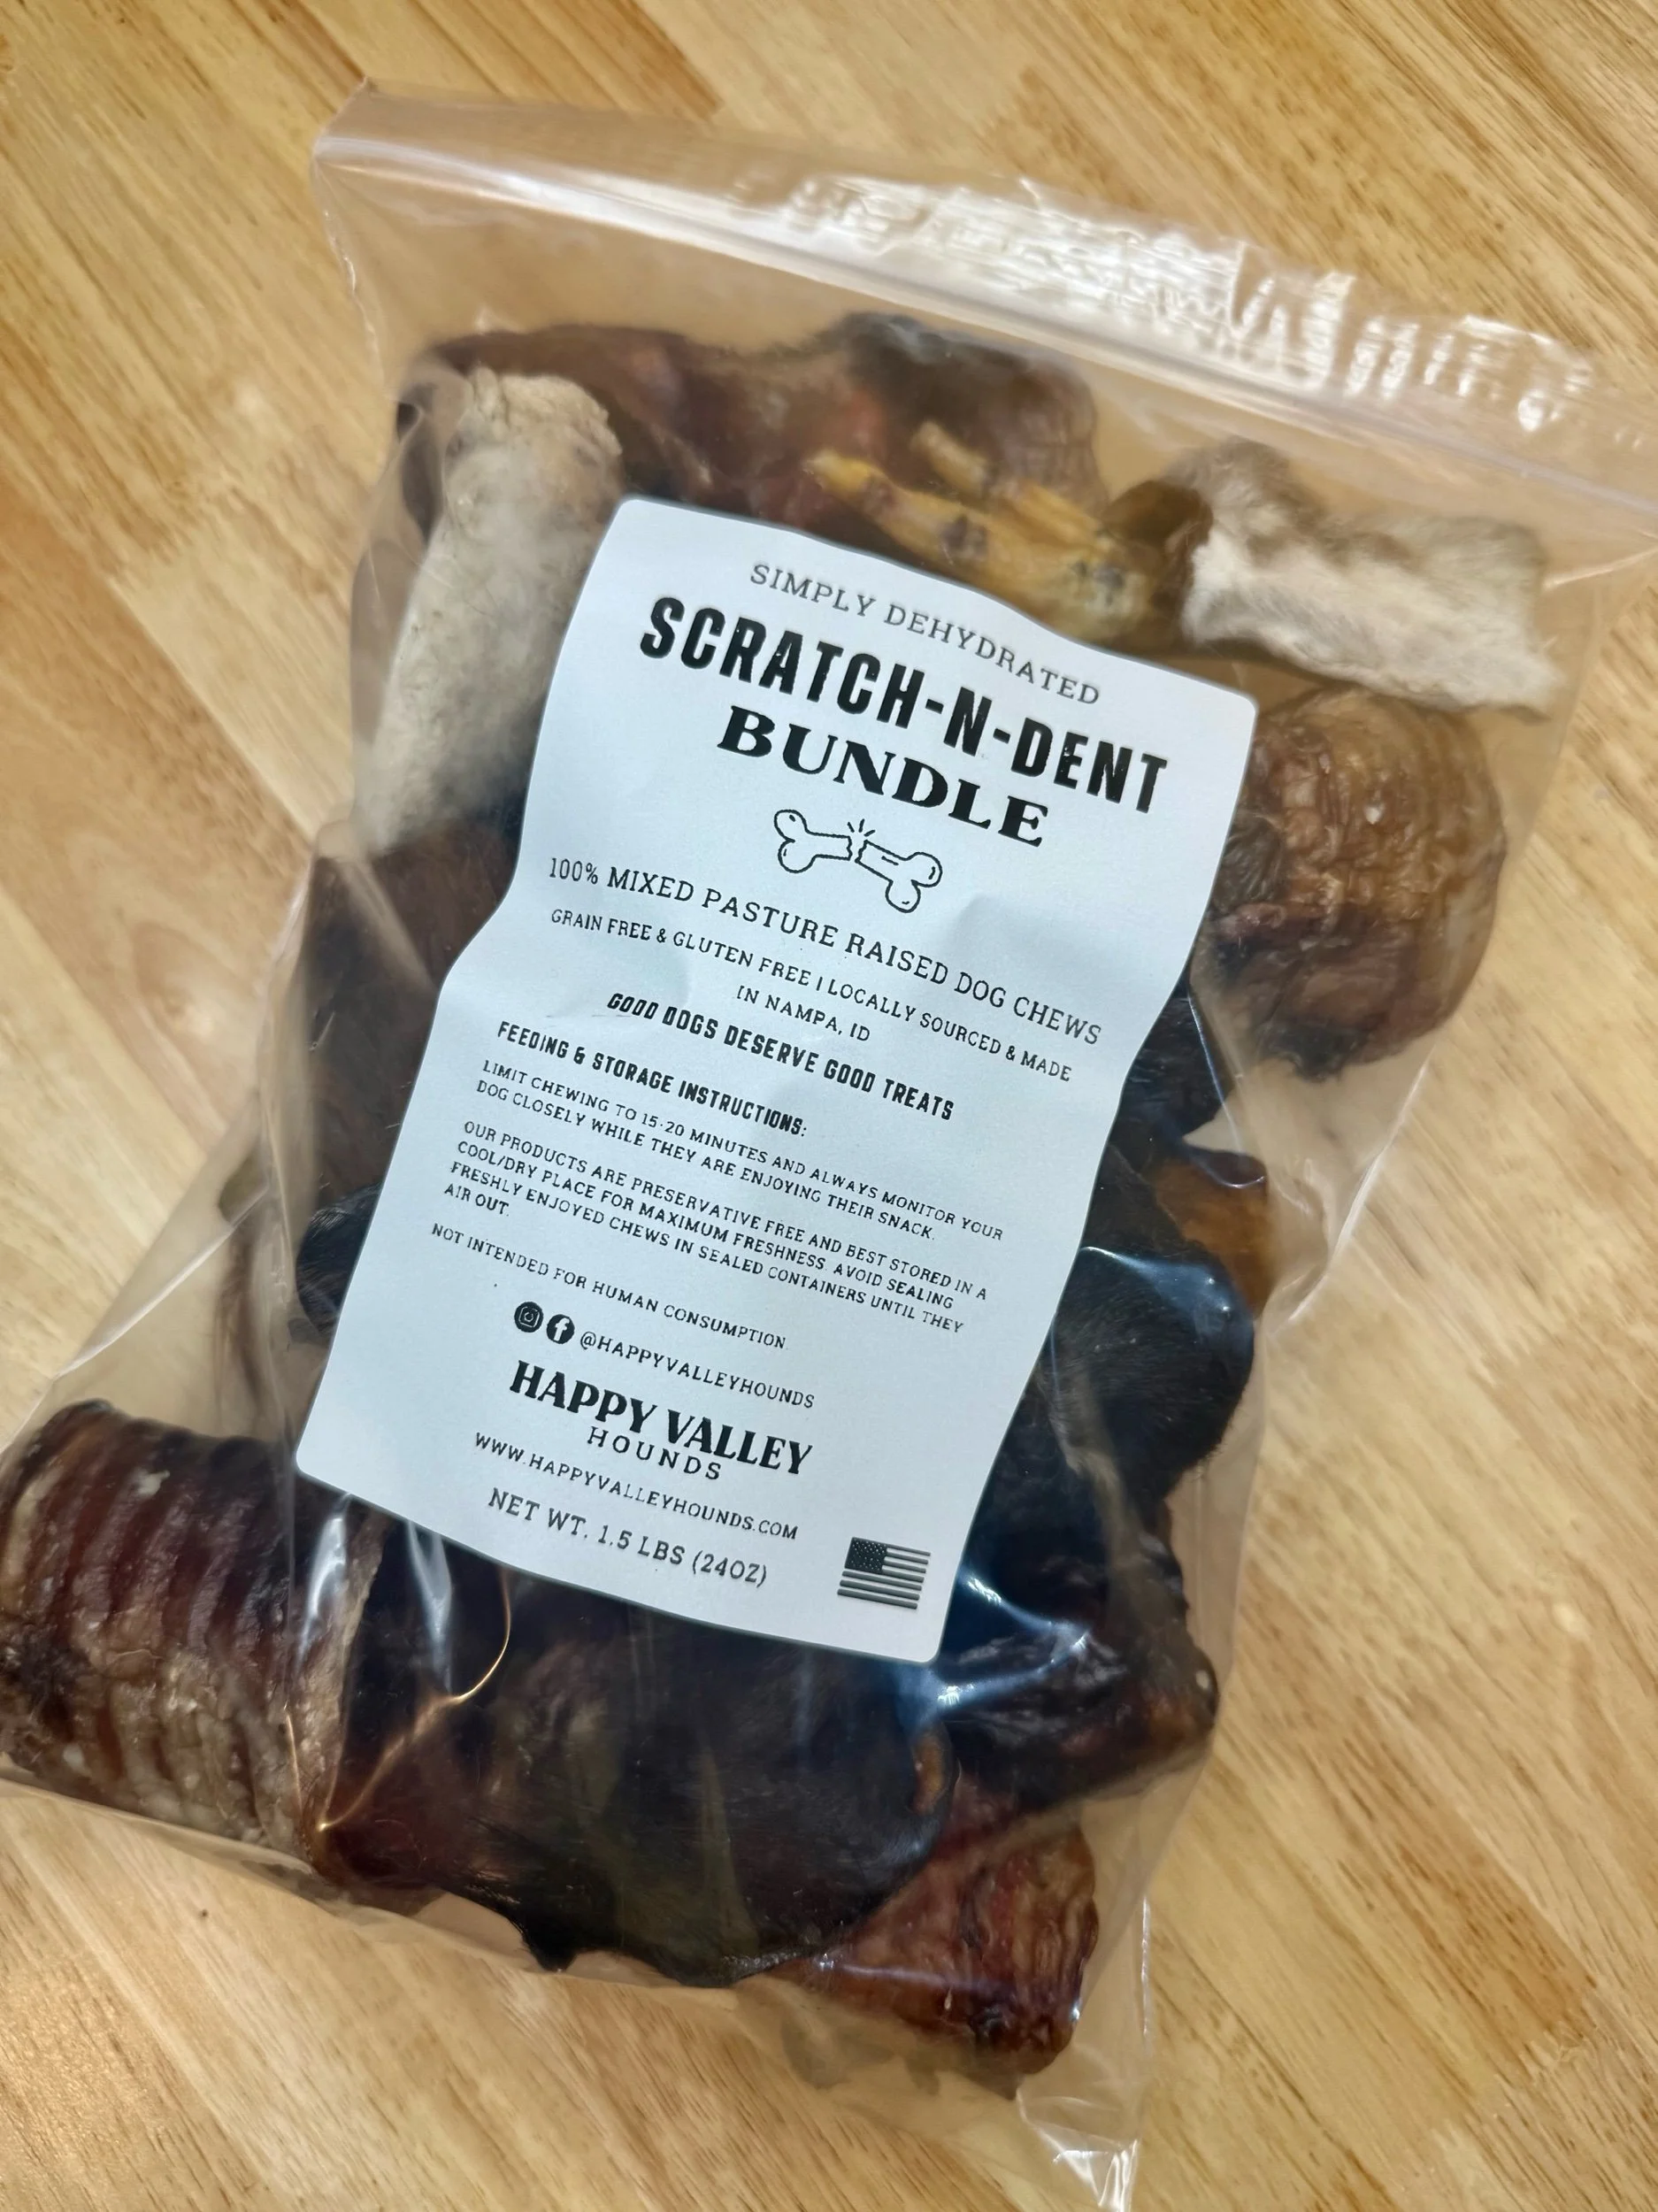 SIMPLY DEHYDRATED
SCRATCH-N-DENT
BUNDLE
100% MIXED PASTURE RAISED DOG CHEWS
GRAIN FREE & GLUTEN FREE | LOCALLY SOURCED & MADE
IN NAMPA, ID
GOOD DOGS DESERVE GOOD TREATS
FEEDING & STORAGE INSTRUCTIONS:
LIMIT CHEWING TO 15-20 MINUTES AND ALWAYS MONITOR YOUR
DOG CLOSELY WHILE THEY ARE ENJOYING THEIR SNACK.
OUR PRODUCTS ARE PRESERVATIVE FREE AND BEST STORED IN A
COOL/DRY PLACE FOR MAXIMUM FRESHNESS. AVOID SEALING
FRESHLY ENJOYED CHEWS IN SEALED CONTAINERS UNTIL THEY
AIR OUT.
NOT INTENDED FOR HUMAN CONSUMPTION
@HAPPYVALLEYHOUNDS
HAPPY VALLEY
HOUNDS
WWW.HAPPYVALLEYHOUNDS.COM
NET WT. 1.5 LBS (24OZ)